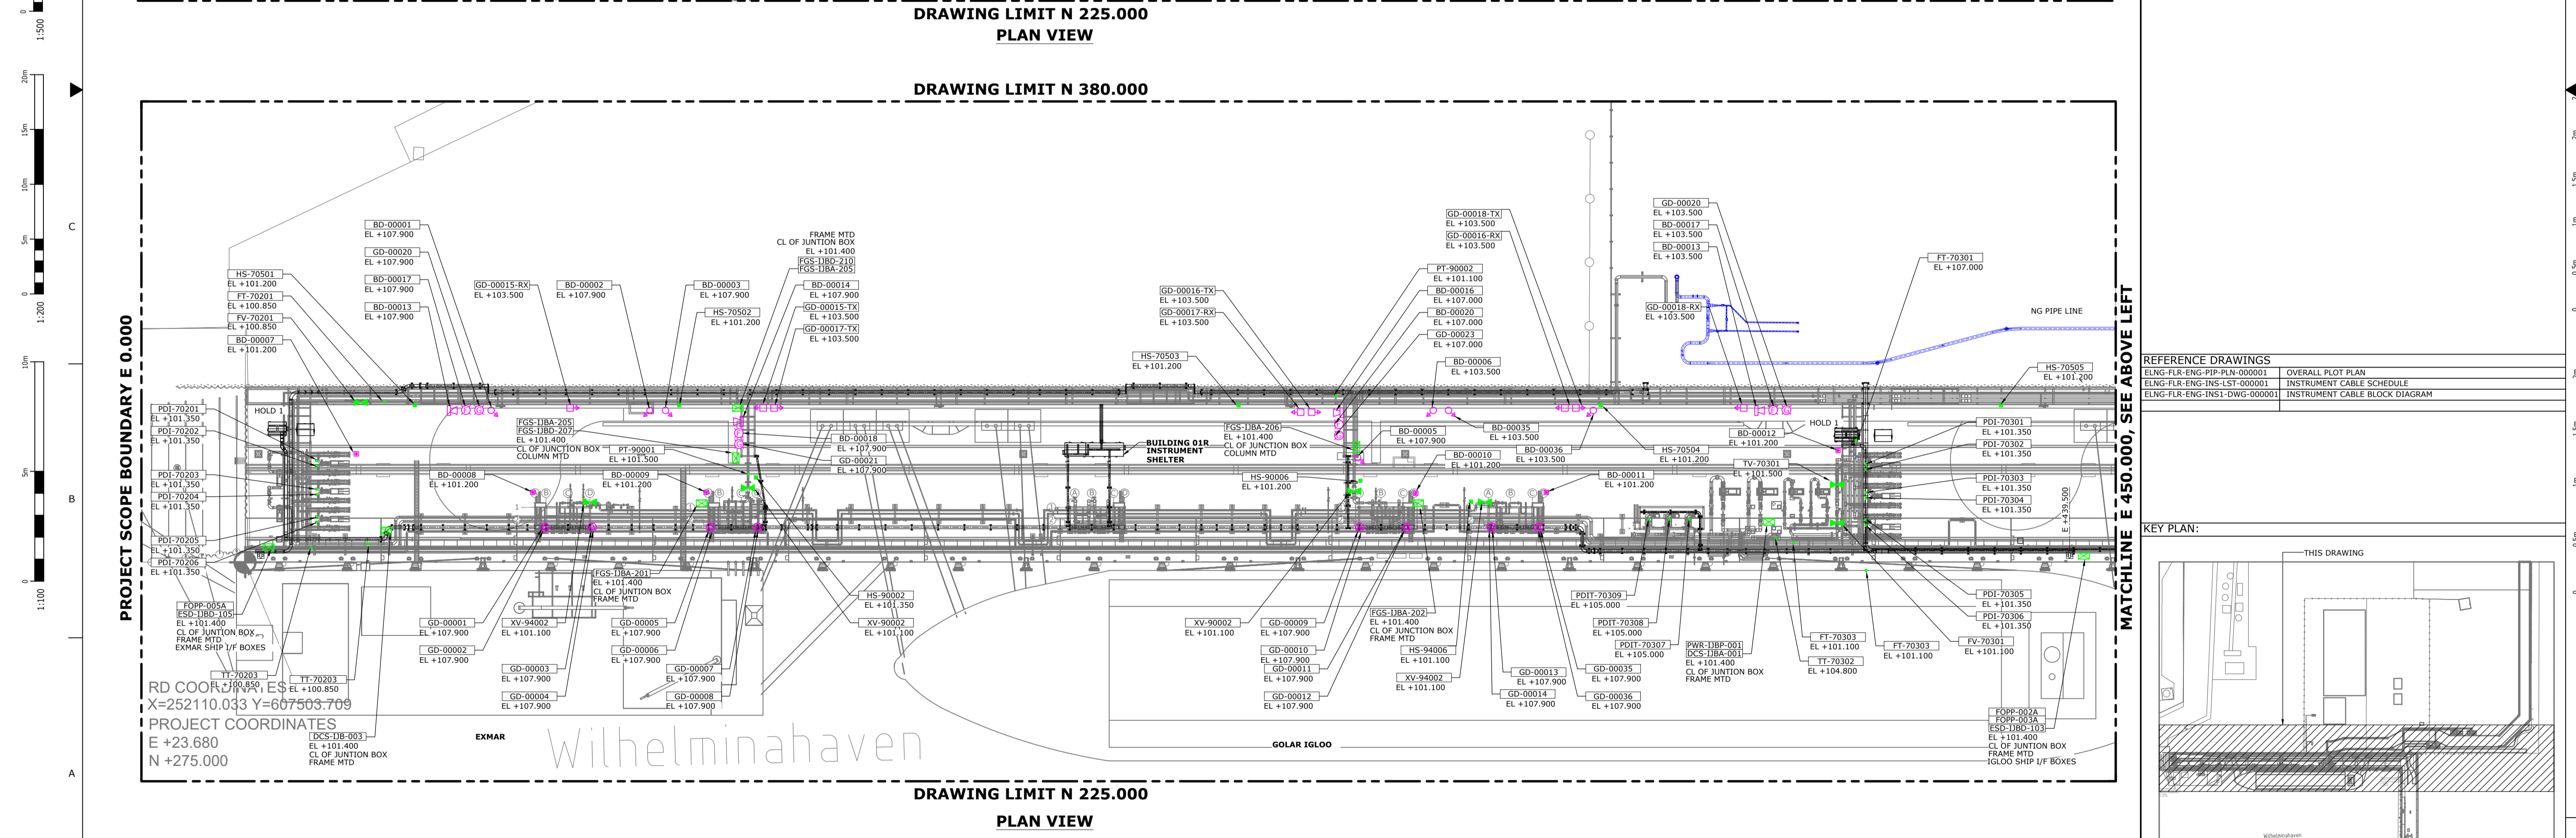 DRAWING LIMIT N 225.000
PLAN VIEW
DRAWING LIMIT N 380.000
1:500
20m
15m
10m
5m
0
1:200
10m
5m
0
1:100
C
B
A
PROJECT SCOPE BOUNDARY E 0.000
BD-00001
EL +107.900
GD-00020
EL +107.900
BD-00017
EL +107.900
BD-00013
EL +107.900
HS-70501
EL +101.200
FT-70201
EL +100.850
FV-70201
EL +100.850
BD-00007
EL +101.200
GD-00015-RX
EL +103.500
BD-00002
EL +107.900
BD-00003
EL +107.900
HS-70502
EL +101.200
FRAME MTD
CL OF JUNTION BOX
EL +101.400
FGS-IJBD-210
FGS-IJBA-205
BD-00014
EL +107.900
GD-00015-TX
EL +103.500
GD-00017-TX
EL +103.500
GD-00016-TX
EL +103.500
GD-00017-RX
EL +103.500
HS-70503
EL +101.200
GD-00018-TX
EL +103.500
GD-00016-RX
EL +103.500
PT-90002
EL +101.100
BD-00016
EL +107.000
BD-00020
EL +107.000
GD-00023
EL +107.000
BD-00006
EL +103.500
GD-00020
EL +103.500
BD-00017
EL +103.500
BD-00013
EL +103.500
GD-00018-RX
EL +103.500
FT-70301
EL +107.000
NG PIPE LINE
HS-70505
EL +101.200
PDI-70201
EL +101.350
HOLD 1
PDI-70202
EL +101.350
PDI-70203
EL +101.350
PDI-70204
EL +101.350
PDI-70205
EL +101.350
PDI-70206
EL +101.350
BD-00008
EL +101.200
FGS-IJBA-205
FGS-IJBD-207
EL +101.400
CL OF JUNCTION BOX
COLUMN MTD
PT-90001
EL +101.500
BD-00009
EL +101.200
BD-00018
EL +107.900
GD-00021
EL +107.900
BUILDING 01R
INSTRUMENT
SHELTER
FGS-IJBA-206
EL +101.400
CL OF JUNCTION BOX
COLUMN MTD
HS-90006
EL +101.200
BD-00005
EL +107.900
BD-00010
EL +101.200
BD-00035
EL +103.500
BD-00036
EL +103.500
BD-00011
EL +101.200
HS-70504
EL +101.200
BD-00012
EL +101.200
HOLD 1
TV-70301
EL +101.500
PDI-70301
EL +101.350
PDI-70302
EL +101.350
PDI-70303
EL +101.350
PDI-70304
EL +101.350
E +439.500
MATCHLINE E 450.000, SEE ABOVE LEFT
FOPP-005A
ESD-IJBD-105
EL +101.400
CL OF JUNTION BOX
FRAME MTD
EXMAR SHIP I/F BOXES
TT-70203
EL +100.850
TT-70203
EL +100.850
RD COORDINATES
X=252110.033 Y=607503.709
PROJECT COORDINATES
E +23.680
N +275.000
DCS-IJB-003
EL +101.400
CL OF JUNTION BOX
FRAME MTD
GD-00001
EL +107.900
GD-00002
EL +107.900
XV-94002
EL +101.100
GD-00003
EL +107.900
GD-00004
EL +107.900
FGS-IJBA-201
EL +101.400
CL OF JUNTION BOX
FRAME MTD
GD-00005
EL +107.900
GD-00006
EL +107.900
GD-00007
EL +107.900
GD-00008
EL +107.900
HS-90002
EL +101.350
XV-90002
EL +101.100
EXMAR
Wilhelminahaven
XV-90002
EL +101.100
GD-00009
EL +107.900
GD-00010
EL +107.900
GD-00011
EL +107.900
GD-00012
EL +107.900
FGS-IJBA-202
EL +101.400
CL OF JUNCTION BOX
FRAME MTD
HS-94006
EL +101.100
XV-94002
EL +101.100
GD-00013
EL +107.900
GD-00014
EL +107.900
GD-00035
EL +107.900
GD-00036
EL +107.900
PDIT-70309
EL +105.000
PDIT-70308
EL +105.000
PDIT-70307
EL +105.000
PWR-IJBP-001
DCS-IJBA-001
EL +101.400
CL OF JUNTION BOX
FRAME MTD
FT-70303
EL +101.100
TT-70302
EL +104.800
FT-70303
EL +101.100
FV-70301
EL +101.100
PDI-70305
EL +101.350
PDI-70306
EL +101.350
FOPP-002A
FOPP-003A
ESD-IJBD-103
EL +101.400
CL OF JUNTION BOX
FRAME MTD
IGLOO SHIP I/F BOXES
GOLAR IGLOO
DRAWING LIMIT N 225.000
PLAN VIEW
REFERENCE DRAWINGS
ELNG-FLR-ENG-PIP-PLN-000001 OVERALL PLOT PLAN
ELNG-FLR-ENG-INS-LST-000001 INSTRUMENT CABLE SCHEDULE
ELNG-FLR-ENG-INS1-DWG-000001 INSTRUMENT CABLE BLOCK DIAGRAM
KEY PLAN:
THIS DRAWING
Wilhelminahaven